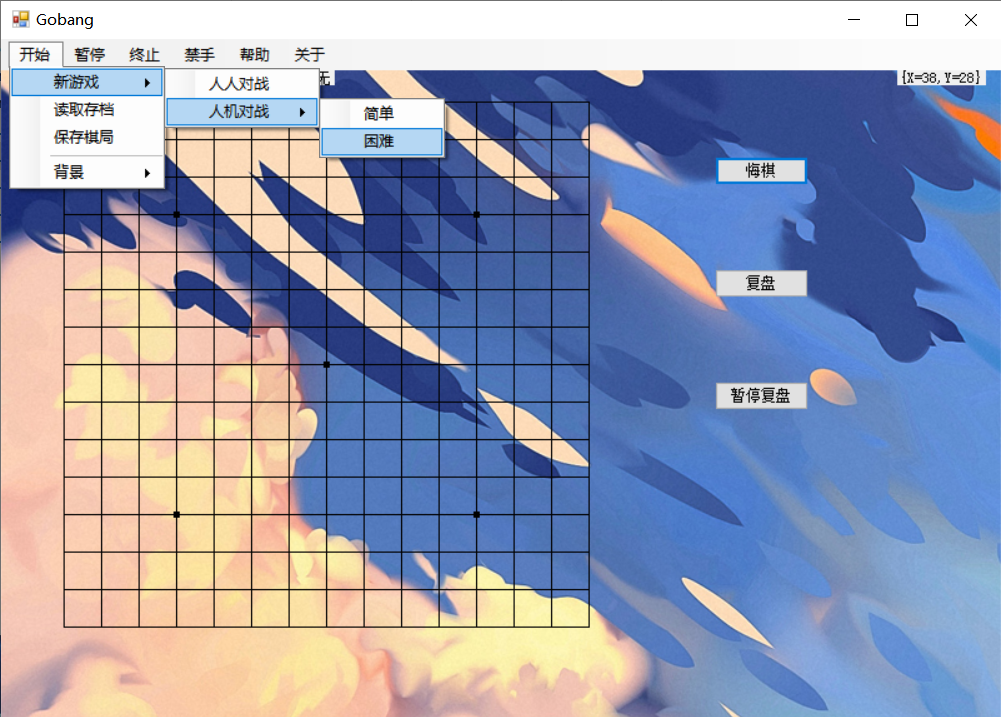 Gobang
开始 暂停 终止 禁手 帮助 关于
新游戏 人人对战 无 {X=38,Y=28}
读取存档 人机对战 简单
保存棋局 困难
背景 悔棋
复盘
暂停复盘